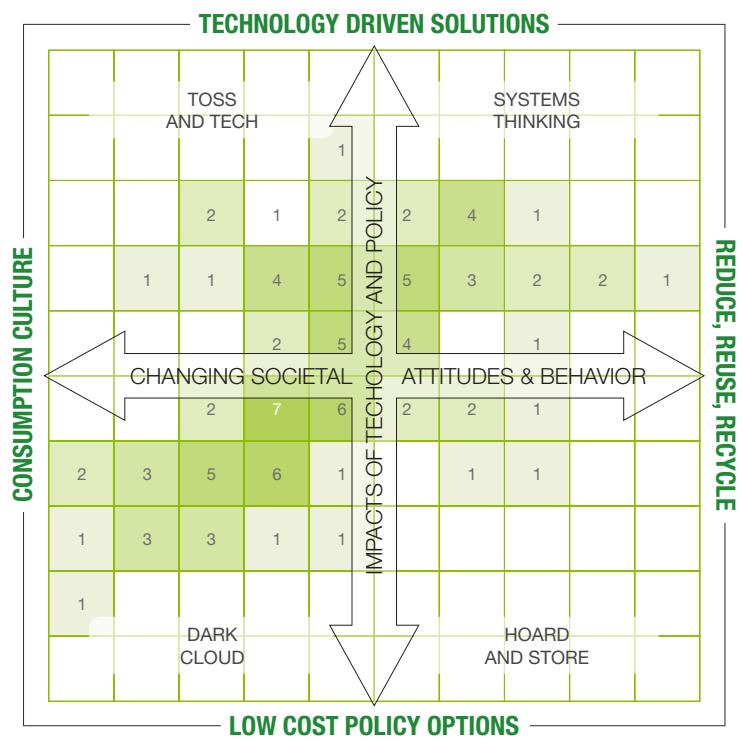 TECHNOLOGY DRIVEN SOLUTIONS
TOSS
AND TECH
SYSTEMS
THINKING
1
2 1 2 2 4 1
1 1 4 5 5 3 2 2 1
2 5 4 1
CHANGING SOCIETAL ATTITUDES & BEHAVIOR
IMPACTS OF TECHOLOGY AND POLICY
CONSUMPTION CULTURE
REDUCE, REUSE, RECYCLE
2 7 6 2 2 1
2 3 5 6 1 1 1
1 3 3 1 1
1
DARK
CLOUD
HOARD
AND STORE
LOW COST POLICY OPTIONS